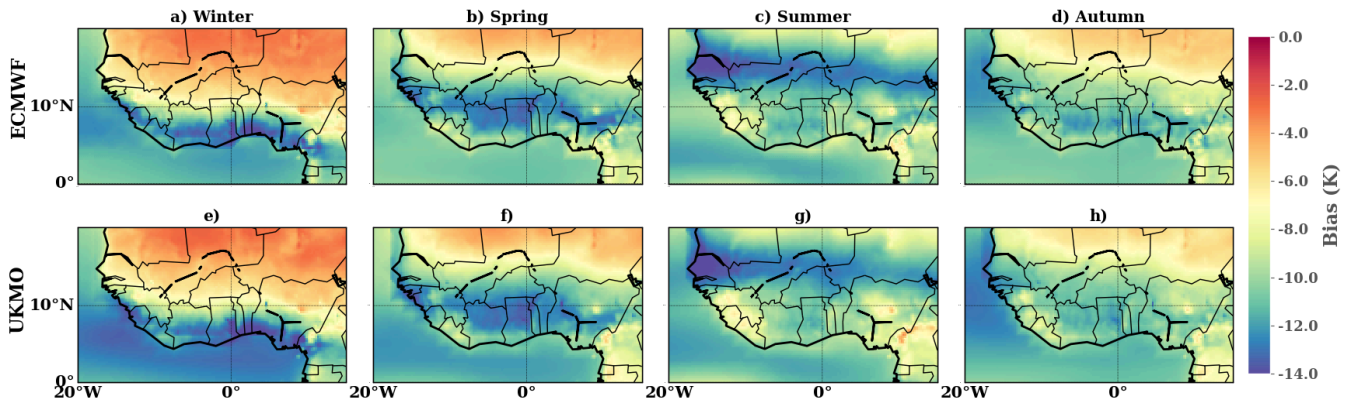 a) Winter
b) Spring
c) Summer
d) Autumn
ECMWF
10°N
0°
0.0
-2.0
-4.0
-6.0
-8.0
-10.0
-12.0
-14.0
Bias (K)
e)
f)
g)
h)
UKMO
10°N
0°
20°W
0°
20°W
0°
20°W
0°
20°W
0°